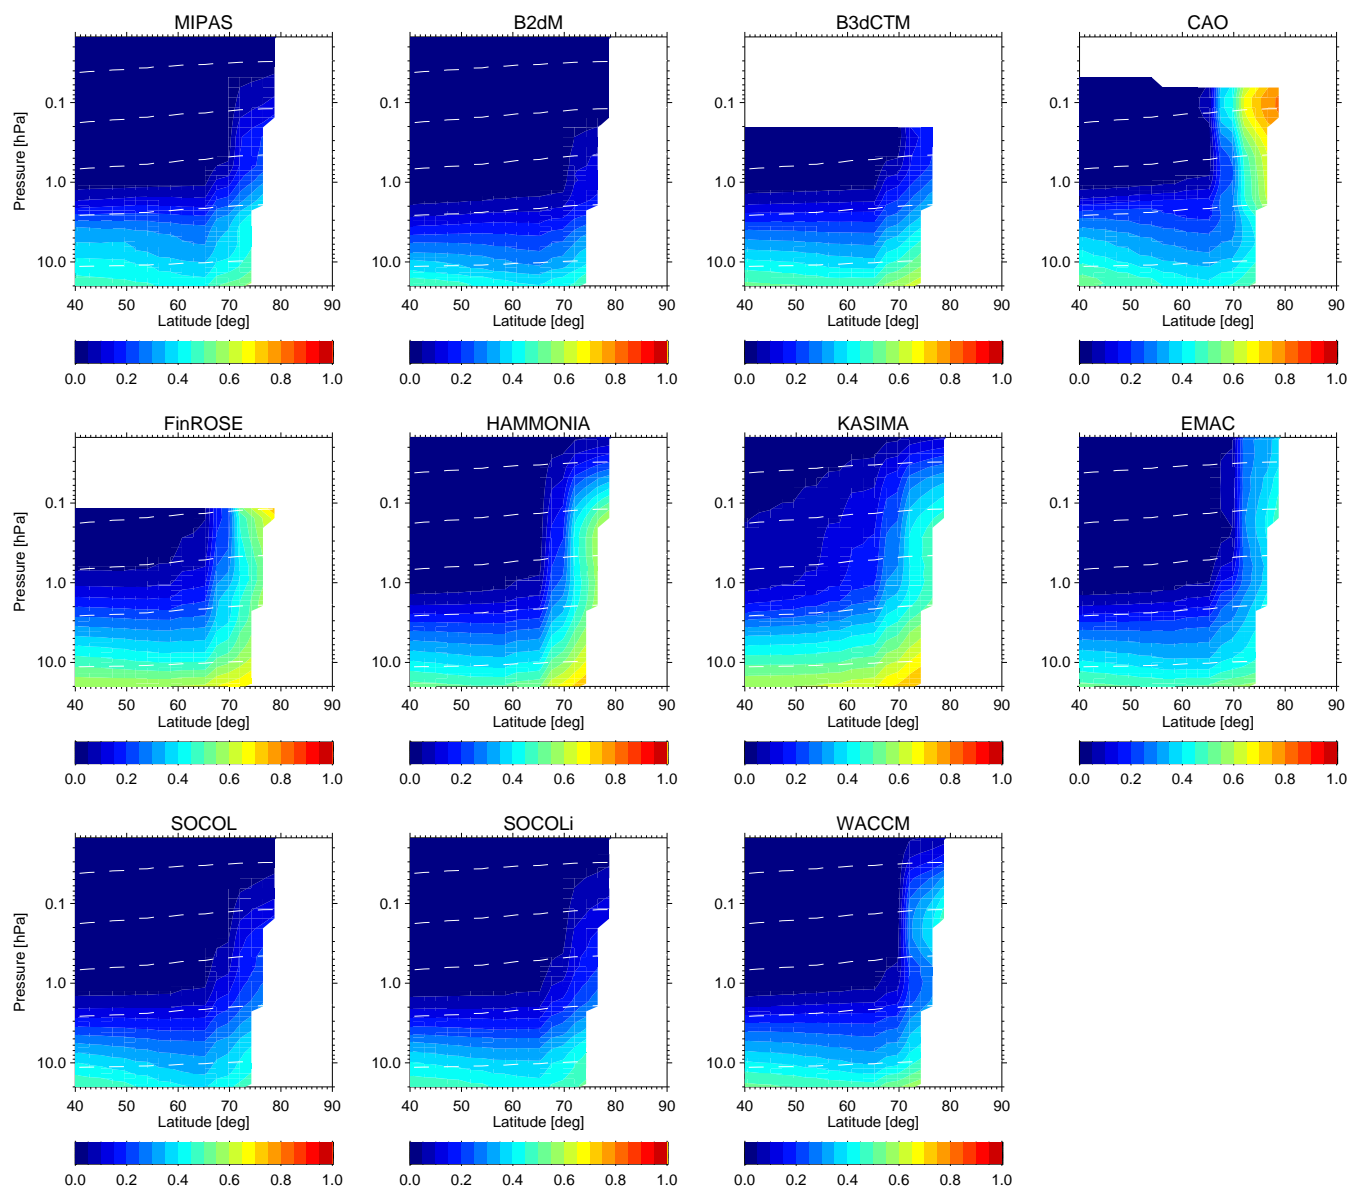 MIPAS B2dM B3dCTM CAO
Pressure [hPa]
0.1 0.1 0.1 0.1
1.0 1.0 1.0 1.0
10.0 10.0 10.0 10.0
40 50 60 70 80 90 40 50 60 70 80 90 40 50 60 70 80 90 40 50 60 70 80 90
Latitude [deg] Latitude [deg] Latitude [deg] Latitude [deg]
0.0 0.2 0.4 0.6 0.8 1.0 0.0 0.2 0.4 0.6 0.8 1.0 0.0 0.2 0.4 0.6 0.8 1.0 0.0 0.2 0.4 0.6 0.8 1.0
FinROSE HAMMONIA KASIMA EMAC
Pressure [hPa]
0.1 0.1 0.1 0.1
1.0 1.0 1.0 1.0
10.0 10.0 10.0 10.0
40 50 60 70 80 90 40 50 60 70 80 90 40 50 60 70 80 90 40 50 60 70 80 90
Latitude [deg] Latitude [deg] Latitude [deg] Latitude [deg]
0.0 0.2 0.4 0.6 0.8 1.0 0.0 0.2 0.4 0.6 0.8 1.0 0.0 0.2 0.4 0.6 0.8 1.0 0.0 0.2 0.4 0.6 0.8 1.0
SOCOL SOCOLi WACCM
Pressure [hPa]
0.1 0.1 0.1
1.0 1.0 1.0
10.0 10.0 10.0
40 50 60 70 80 90 40 50 60 70 80 90 40 50 60 70 80 90
Latitude [deg] Latitude [deg] Latitude [deg]
0.0 0.2 0.4 0.6 0.8 1.0 0.0 0.2 0.4 0.6 0.8 1.0 0.0 0.2 0.4 0.6 0.8 1.0